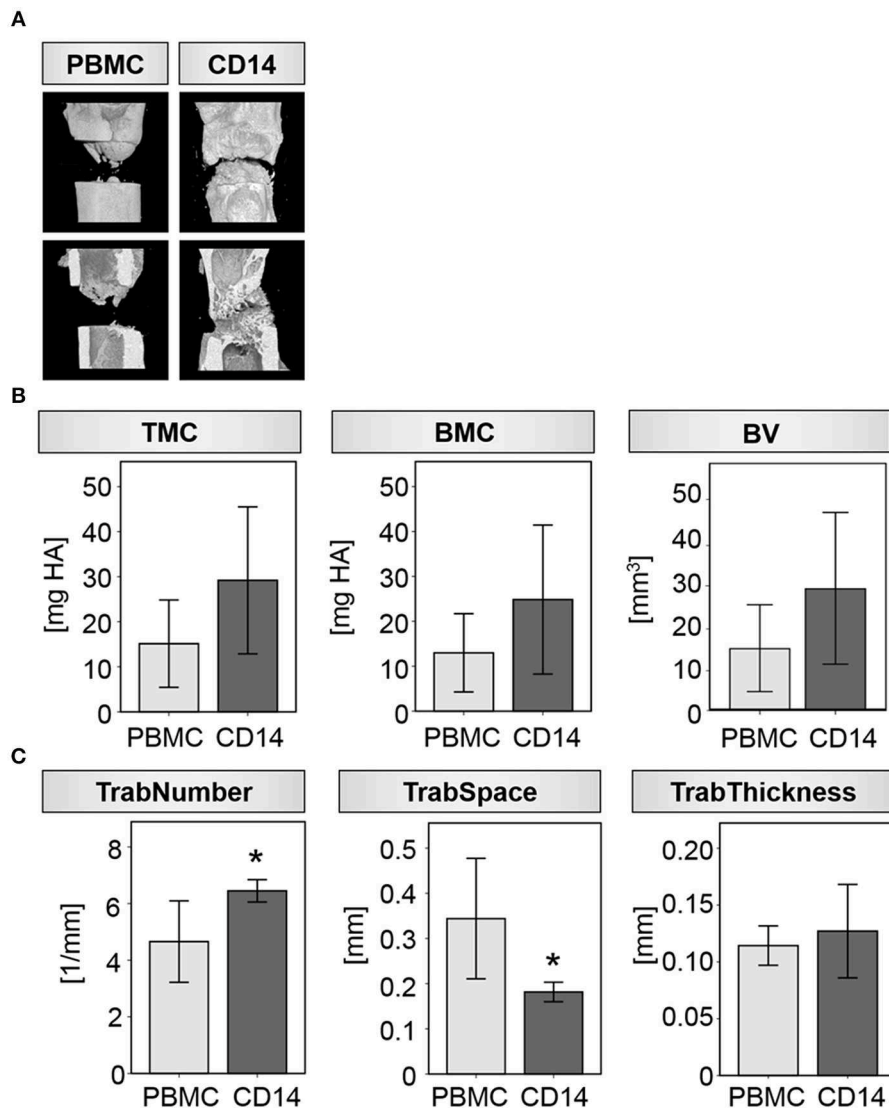 A
PBMC CD14
B
TMC BMC BV
[mg HA] 50 40 30 20 10 0 PBMC CD14
[mg HA] 50 40 30 20 10 0 PBMC CD14
[mm³] 50 40 30 20 10 0 PBMC CD14
C
TrabNumber TrabSpace TrabThickness
[1/mm] 8 6 4 2 0 * PBMC CD14
[mm] 0.5 0.4 0.3 0.2 0.1 0 * PBMC CD14
[mm] 0.20 0.15 0.10 0.05 0 PBMC CD14